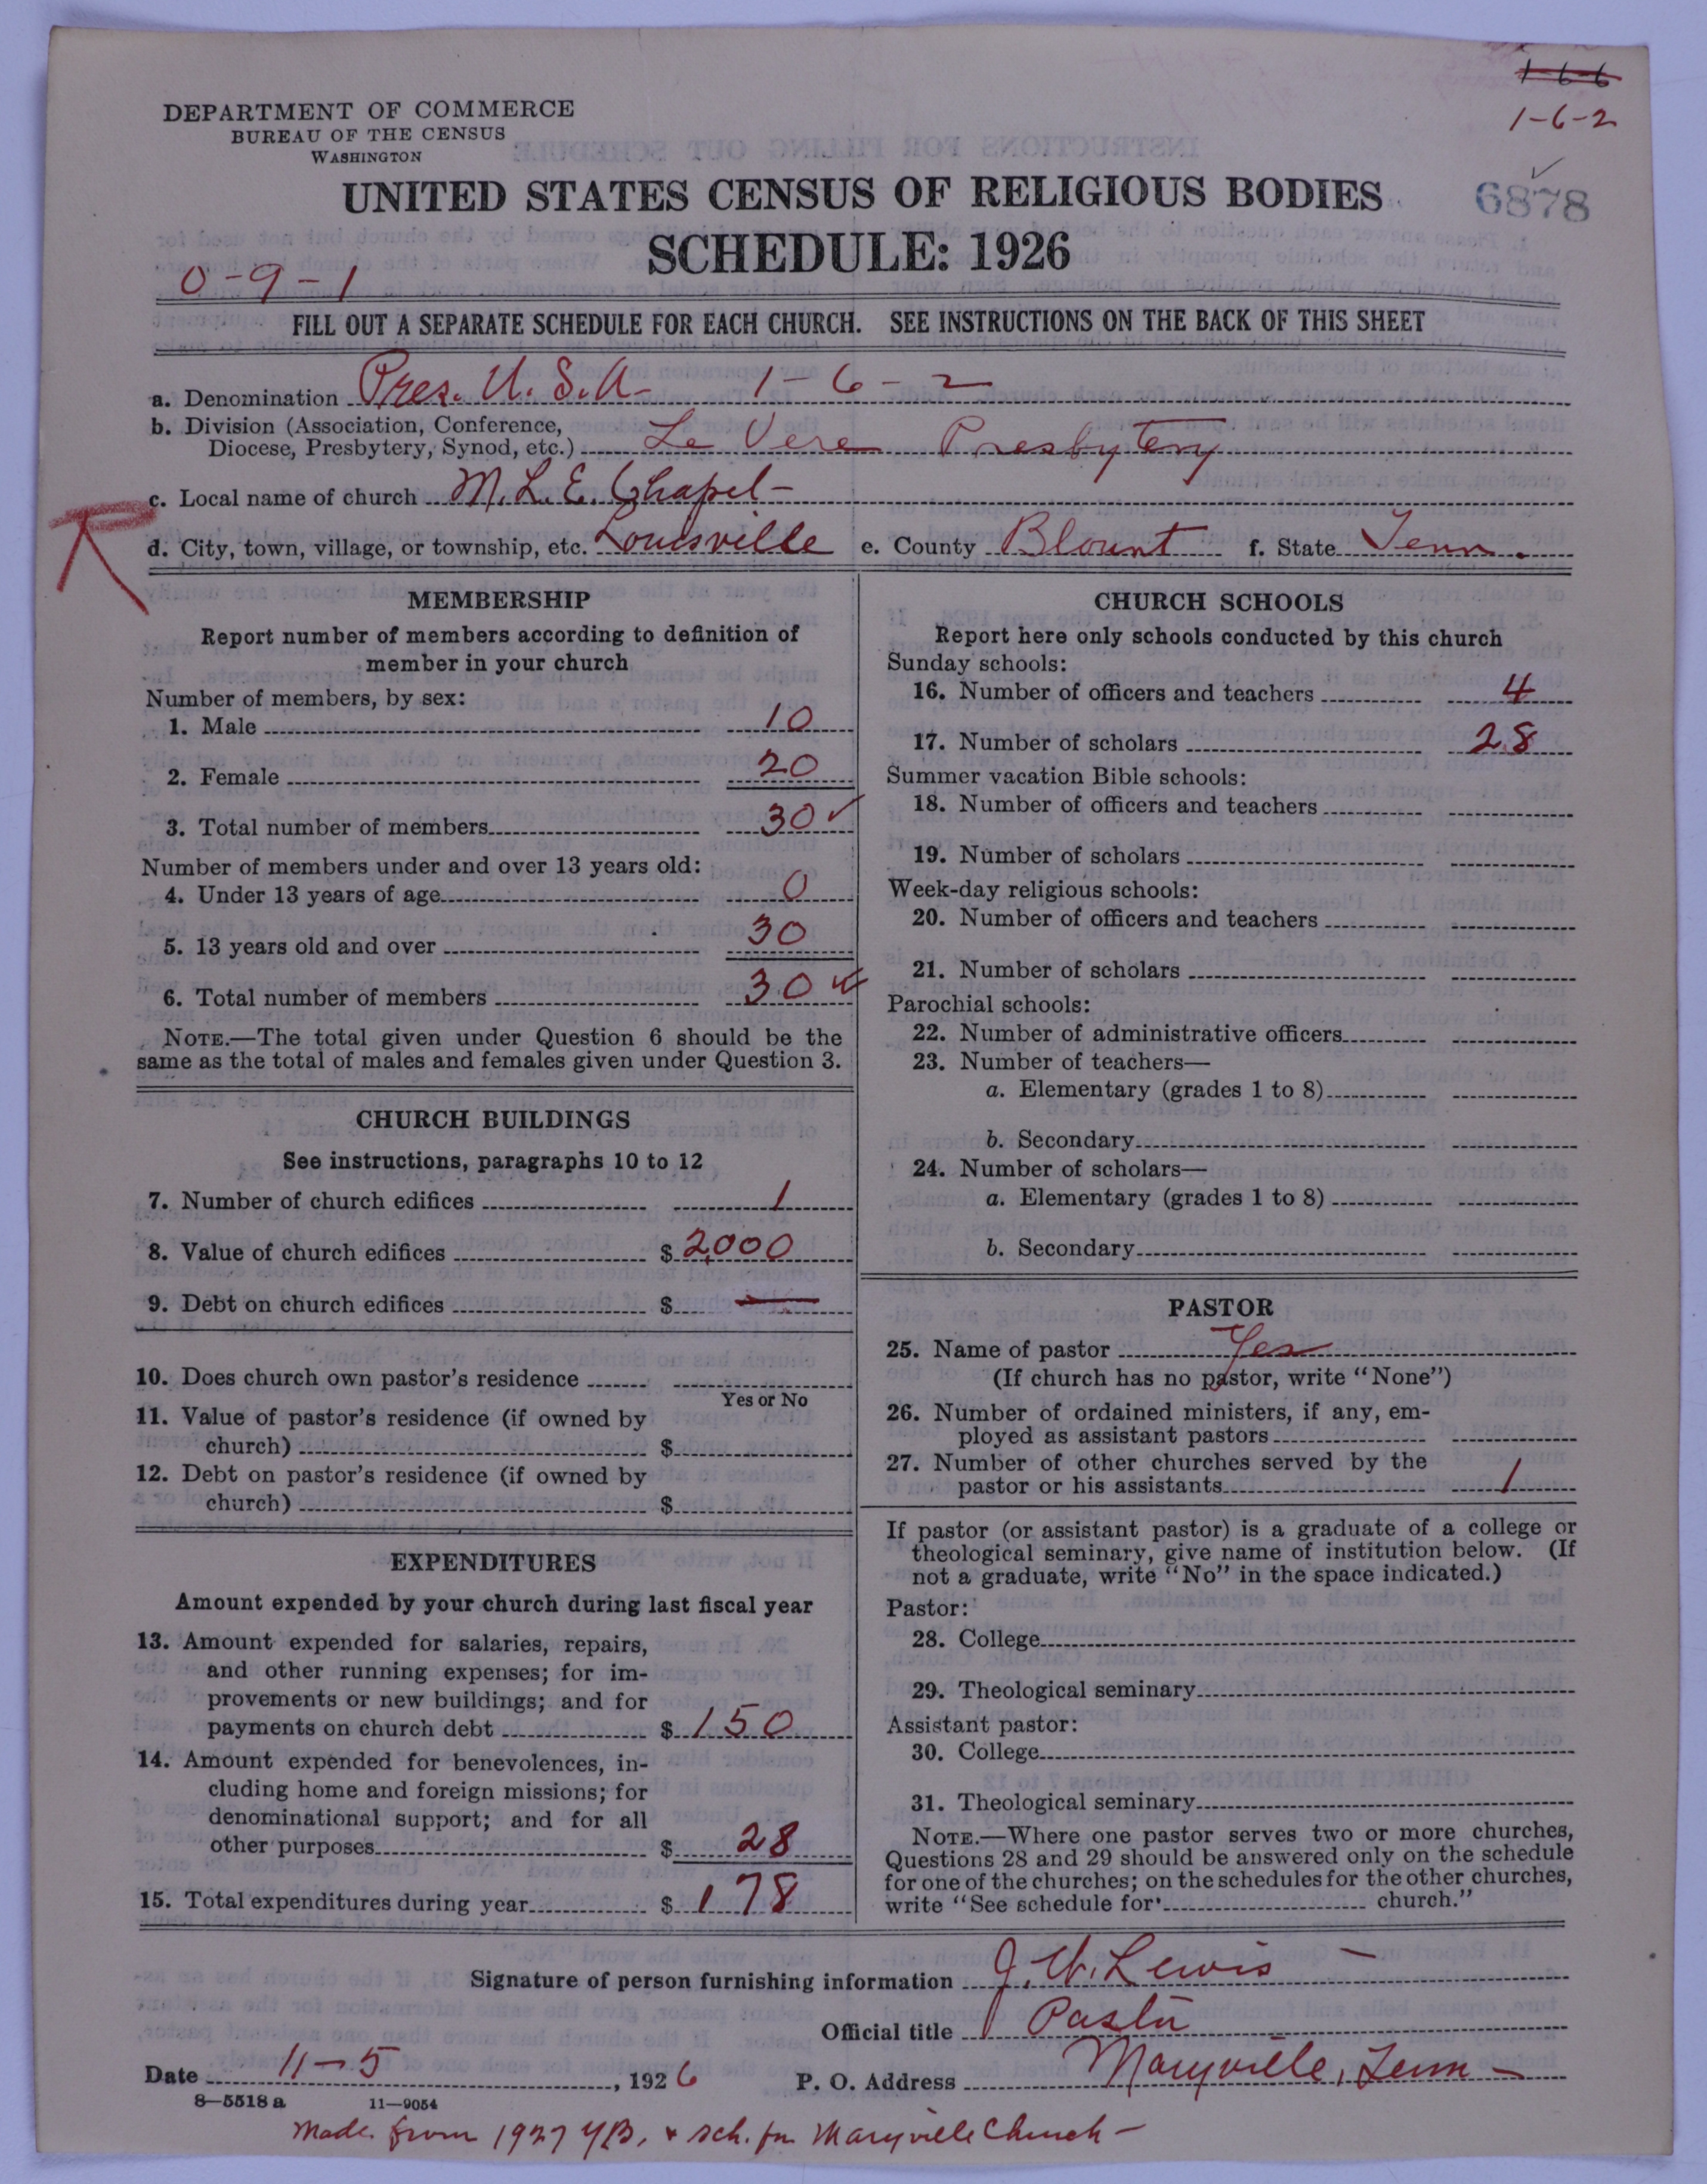 1-6-6
1-6-2
DEPARTMENT OF COMMERCE
BUREAU OF THE CENSUS
WASHINGTON
UNITED STATES CENSUS OF RELIGIOUS BODIES
6878
SCHEDULE: 1926
0-9-1
FILL OUT A SEPARATE SCHEDULE FOR EACH CHURCH. SEE INSTRUCTIONS ON THE BACK OF THIS SHEET
a. Denomination Pres. U.S.A- 1-6-2
b. Division (Association, Conference,
Diocese, Presbytery, Synod, etc.) Le Vere Presbytery
c. Local name of church M. L. E. Chapel-
d. City, town, village, or township, etc. Louisville e. County Blount f. State Tenn.
MEMBERSHIP
Report number of members according to definition of
member in your church
Number of members, by sex:
1. Male 10
2. Female 20
3. Total number of members 30 ✓
Number of members under and over 13 years old:
4. Under 13 years of age 0
5. 13 years old and over 30
6. Total number of members 30 ✓
NOTE.—The total given under Question 6 should be the
same as the total of males and females given under Question 3.
CHURCH BUILDINGS
See instructions, paragraphs 10 to 12
7. Number of church edifices 1
8. Value of church edifices $ 2,000
9. Debt on church edifices $ —
10. Does church own pastor's residence
Yes or No
11. Value of pastor's residence (if owned by
church) $
12. Debt on pastor's residence (if owned by
church) $
EXPENDITURES
Amount expended by your church during last fiscal year
13. Amount expended for salaries, repairs,
and other running expenses; for im-
provements or new buildings; and for
payments on church debt $ 150
14. Amount expended for benevolences, in-
cluding home and foreign missions; for
denominational support; and for all
other purposes $ 28
15. Total expenditures during year $ 178
CHURCH SCHOOLS
Report here only schools conducted by this church
Sunday schools:
16. Number of officers and teachers 4
17. Number of scholars 28
Summer vacation Bible schools:
18. Number of officers and teachers
19. Number of scholars
Week-day religious schools:
20. Number of officers and teachers
21. Number of scholars
Parochial schools:
22. Number of administrative officers
23. Number of teachers—
a. Elementary (grades 1 to 8)
b. Secondary
24. Number of scholars—
a. Elementary (grades 1 to 8)
b. Secondary
PASTOR
25. Name of pastor Yes
(If church has no pastor, write "None")
26. Number of ordained ministers, if any, em-
ployed as assistant pastors
27. Number of other churches served by the
pastor or his assistants 1
If pastor (or assistant pastor) is a graduate of a college or
theological seminary, give name of institution below. (If
not a graduate, write "No" in the space indicated.)
Pastor:
28. College
29. Theological seminary
Assistant pastor:
30. College
31. Theological seminary
NOTE.—Where one pastor serves two or more churches,
Questions 28 and 29 should be answered only on the schedule
for one of the churches; on the schedules for the other churches,
write "See schedule for church."
Signature of person furnishing information J. W. Lewis -
Official title Pastor
Date 11-5, 1926 P. O. Address Maryville, Tenn -
8—5518 a 11—9054
Made from 1927 YB. & sch. for Maryville Church -